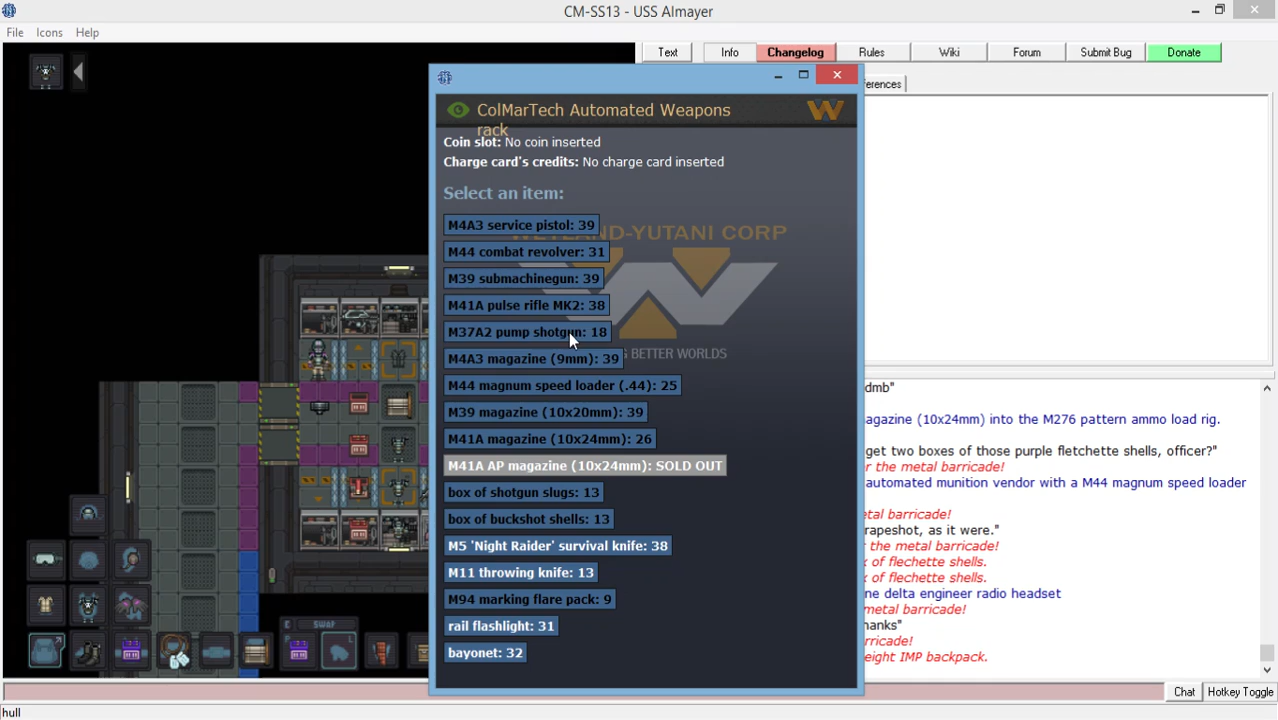 CM-SS13 - USS Almayer
File Icons Help
Text Info Changelog Rules Wiki Forum Submit Bug Donate
erences
ColMarTech Automated Weapons
rack
Coin slot: No coin inserted
Charge card's credits: No charge card inserted
Select an item:
M4A3 service pistol: 39
YUTANI CORP
M44 combat revolver: 31
M39 submachinegun: 39
M41A pulse rifle MK2: 38
M37A2 pump shotgun: 18
BETTER WORLDS
M4A3 magazine (9mm): 39
M44 magnum speed loader (.44): 25
M39 magazine (10x20mm): 39
M41A magazine (10x24mm): 26
M41A AP magazine (10x24mm): SOLD OUT
box of shotgun slugs: 13
box of buckshot shells: 13
M5 'Night Raider' survival knife: 38
M11 throwing knife: 13
M94 marking flare pack: 9
rail flashlight: 31
bayonet: 32
dmb"
agazine (10x24mm) into the M276 pattern ammo load rig.
get two boxes of those purple fletchette shells, officer?"
r the metal barricade!
automated munition vendor with a M44 magnum speed loader
etal barricade!
rapeshot, as it were."
r the metal barricade!
x of flechette shells.
x of flechette shells.
ne delta engineer radio headset
metal barricade!
hanks"
rricade!
eight IMP backpack.
E SWAP
P L
Chat Hotkey Toggle
hull